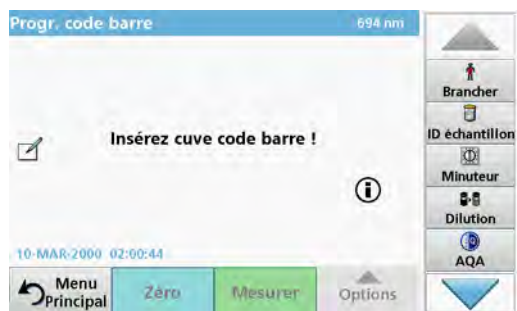 Progr. code barre 694 nm
Brancher
ID échantillon
Insérez cuve code barre !
Minuteur
Dilution
10-MAR-2000 02:00:44
AQA
Menu
Principal
Zéro
Mesurer
Options